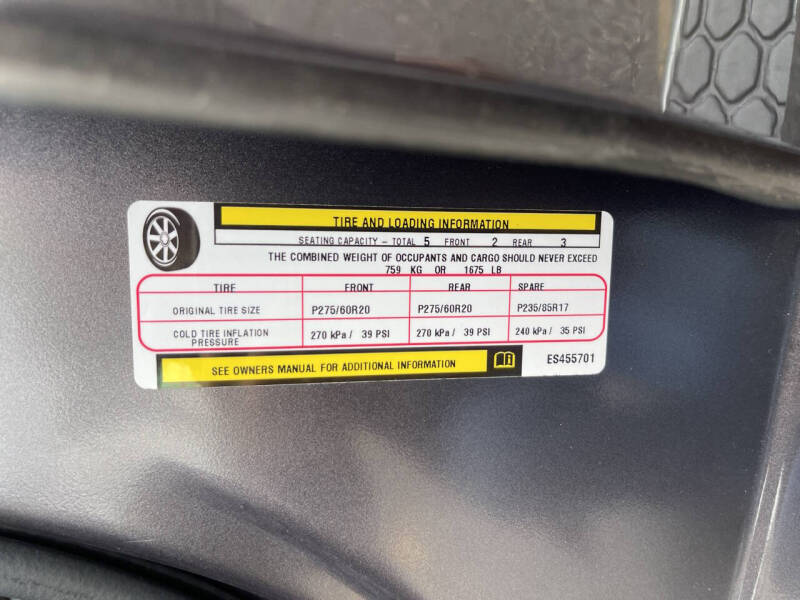 TIRE AND LOADING INFORMATION
SEATING CAPACITY – TOTAL 5 FRONT 2 REAR 3
THE COMBINED WEIGHT OF OCCUPANTS AND CARGO SHOULD NEVER EXCEED
759 KG OR 1675 LB
TIRE FRONT REAR SPARE
ORIGINAL TIRE SIZE P275/60R20 P275/60R20 P235/85R17
COLD TIRE INFLATION PRESSURE 270 kPa / 39 PSI 270 kPa / 39 PSI 240 kPa / 35 PSI
SEE OWNERS MANUAL FOR ADDITIONAL INFORMATION ES455701